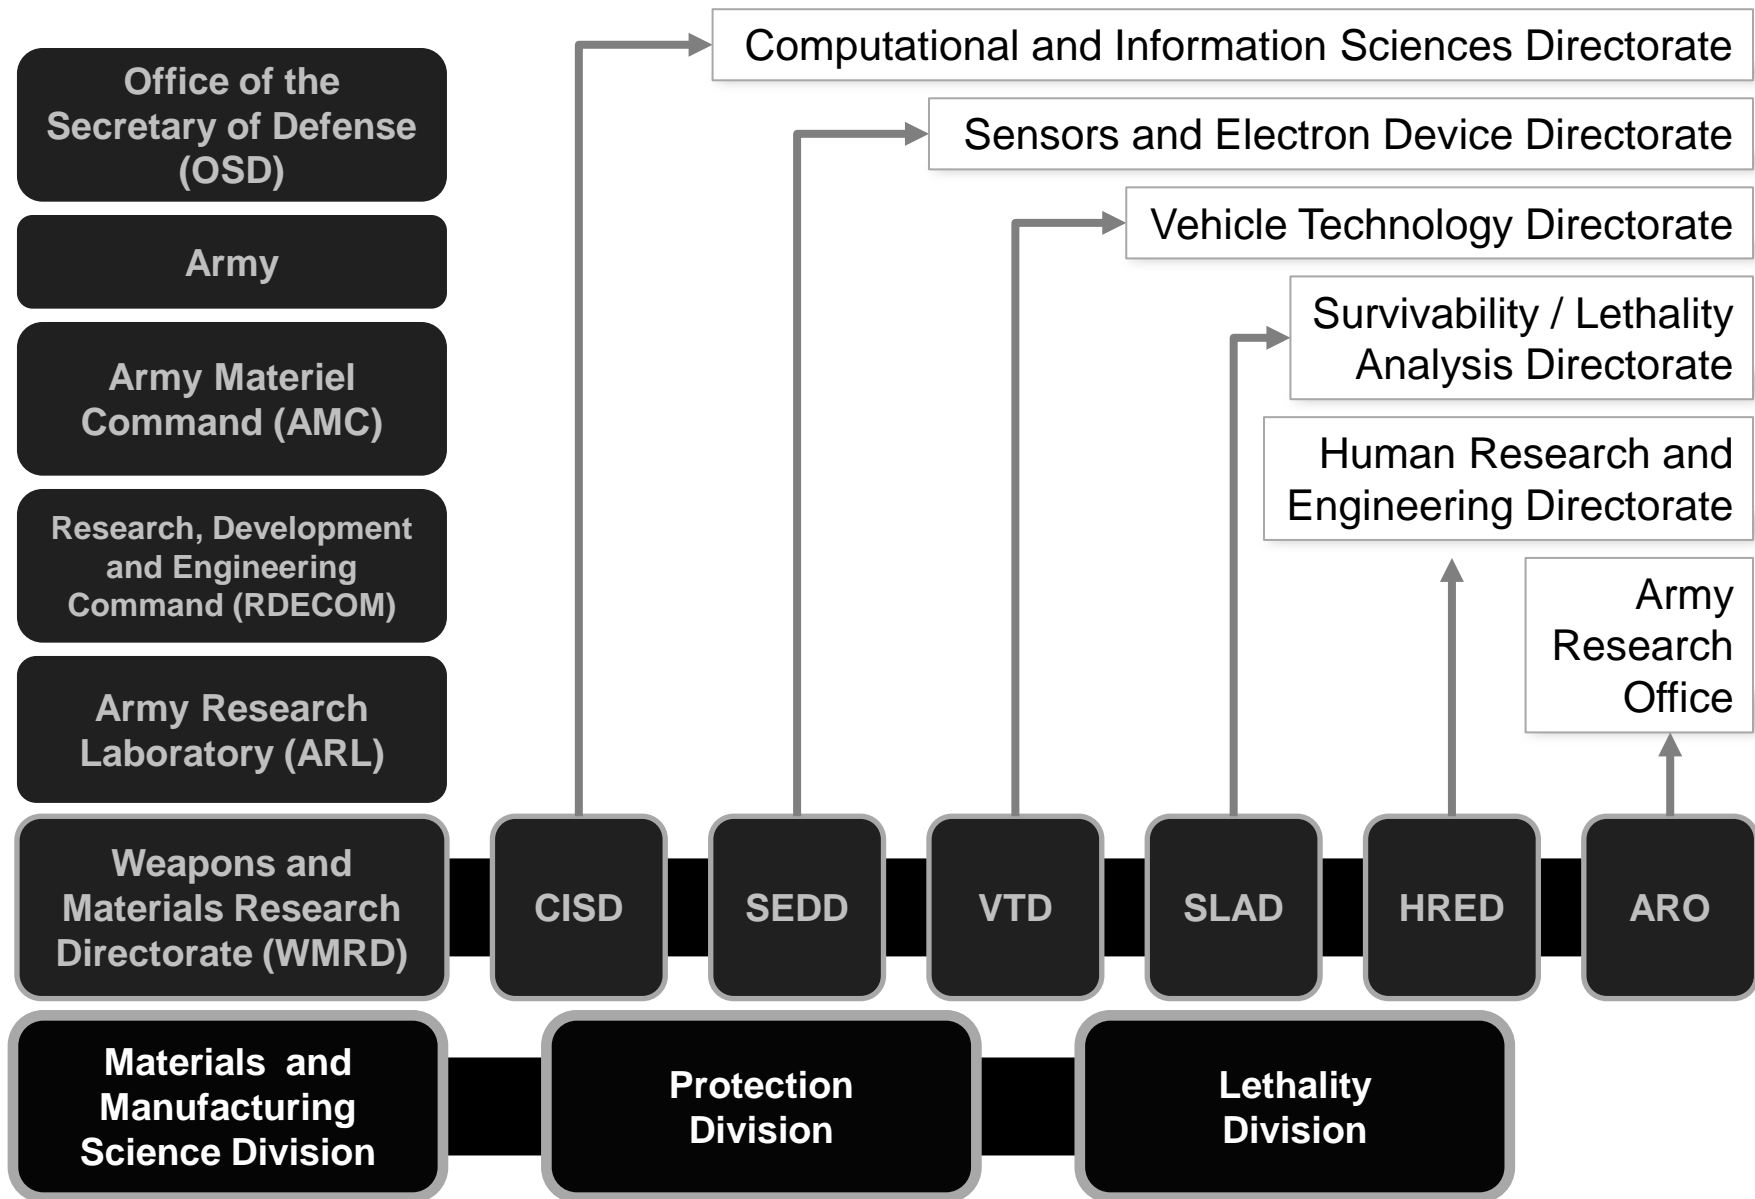 Computational and Information Sciences Directorate
Office of the
Secretary of Defense
(OSD)
Sensors and Electron Device Directorate
Vehicle Technology Directorate
Army
Survivability / Lethality
Analysis Directorate
Army Materiel
Command (AMC)
Human Research and
Engineering Directorate
Research, Development
and Engineering
Command (RDECOM)
Army
Research
Office
Army Research
Laboratory (ARL)
Weapons and
Materials Research
Directorate (WMRD)
CISD
SEDD
VTD
SLAD
HRED
ARO
Materials and
Manufacturing
Science Division
Protection
Division
Lethality
Division